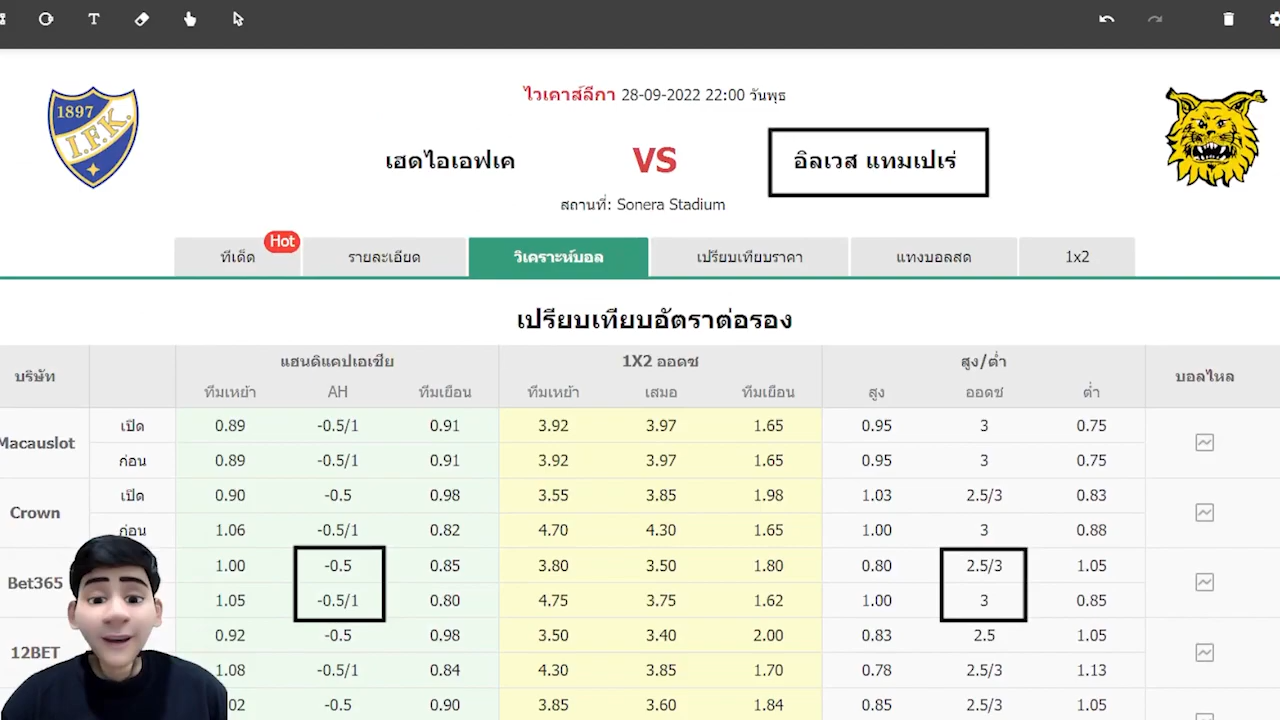 T
1897
I.F.K.
ไวเคาส์ลีกา 28-09-2022 22:00 วันพุธ
เฮดไอเอฟเค VS อิลเวส แทมเปเร่
สถานที่: Sonera Stadium
ทีเด็ด Hot รายละเอียด วิเคราะห์บอล เปรียบเทียบราคา แทงบอลสด 1x2
เปรียบเทียบอัตราต่อรอง
บริษัท แฮนดิแคปเอเชีย 1X2 ออดซ สูง/ต่ำ บอลไหล
ทีมเหย้า AH ทีมเยือน ทีมเหย้า เสมอ ทีมเยือน สูง ออดซ ต่ำ
Macauslot เปิด 0.89 -0.5/1 0.91 3.92 3.97 1.65 0.95 3 0.75
ก่อน 0.89 -0.5/1 0.91 3.92 3.97 1.65 0.95 3 0.75
Crown เปิด 0.90 -0.5 0.98 3.55 3.85 1.98 1.03 2.5/3 0.83
ก่อน 1.06 -0.5/1 0.82 4.70 4.30 1.65 1.00 3 0.88
Bet365 1.00 -0.5 0.85 3.80 3.50 1.80 0.80 2.5/3 1.05
1.05 -0.5/1 0.80 4.75 3.75 1.62 1.00 3 0.85
12BET 0.92 -0.5 0.98 3.50 3.40 2.00 0.83 2.5 1.05
1.08 -0.5/1 0.84 4.30 3.85 1.70 0.78 2.5/3 1.13
-0.5 0.90 3.85 3.60 1.84 0.85 2.5/3 1.05